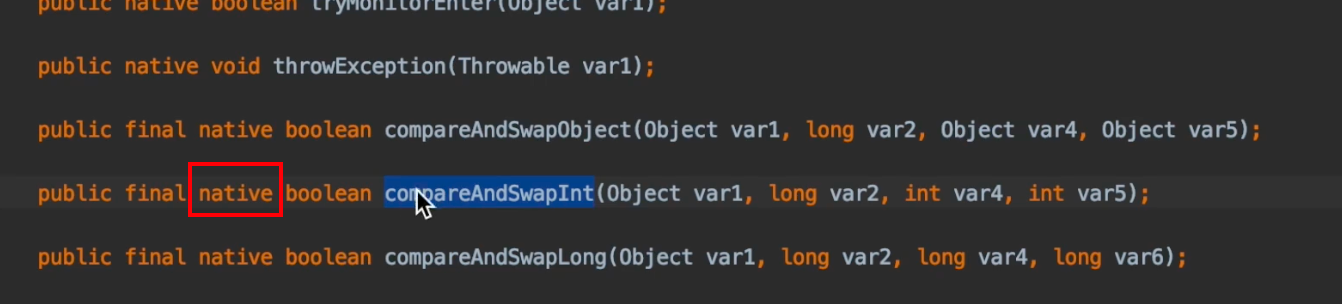 public native boolean tryMonitorEnter(Object var1);
public native void throwException(Throwable var1);
public final native boolean compareAndSwapObject(Object var1, long var2, Object var4, Object var5);
public final native boolean compareAndSwapInt(Object var1, long var2, int var4, int var5);
public final native boolean compareAndSwapLong(Object var1, long var2, long var4, long var6);